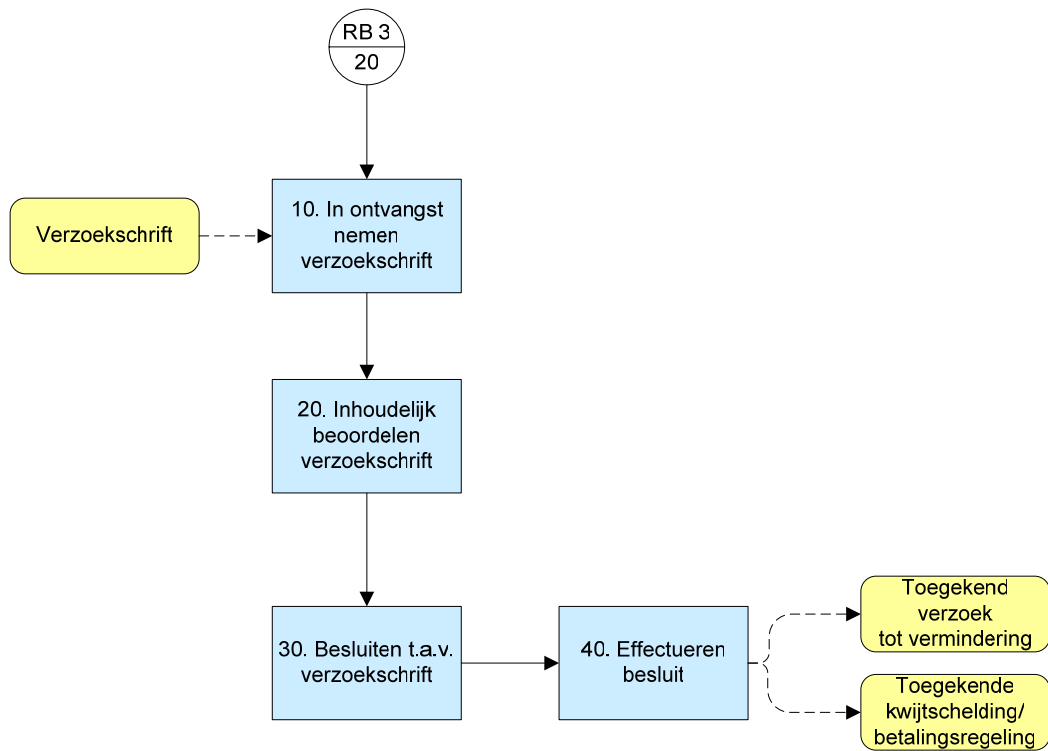 RB 3
20
10. In ontvangst
nemen
verzoekschrift
Verzoekschrift
20. Inhoudelijk
beoordelen
verzoekschrift
30. Besluiten t.a.v.
verzoekschrift
40. Effectueren
besluit
Toegekend
verzoek
tot vermindering
Toegekende
kwijtschelding/
betalingsregeling